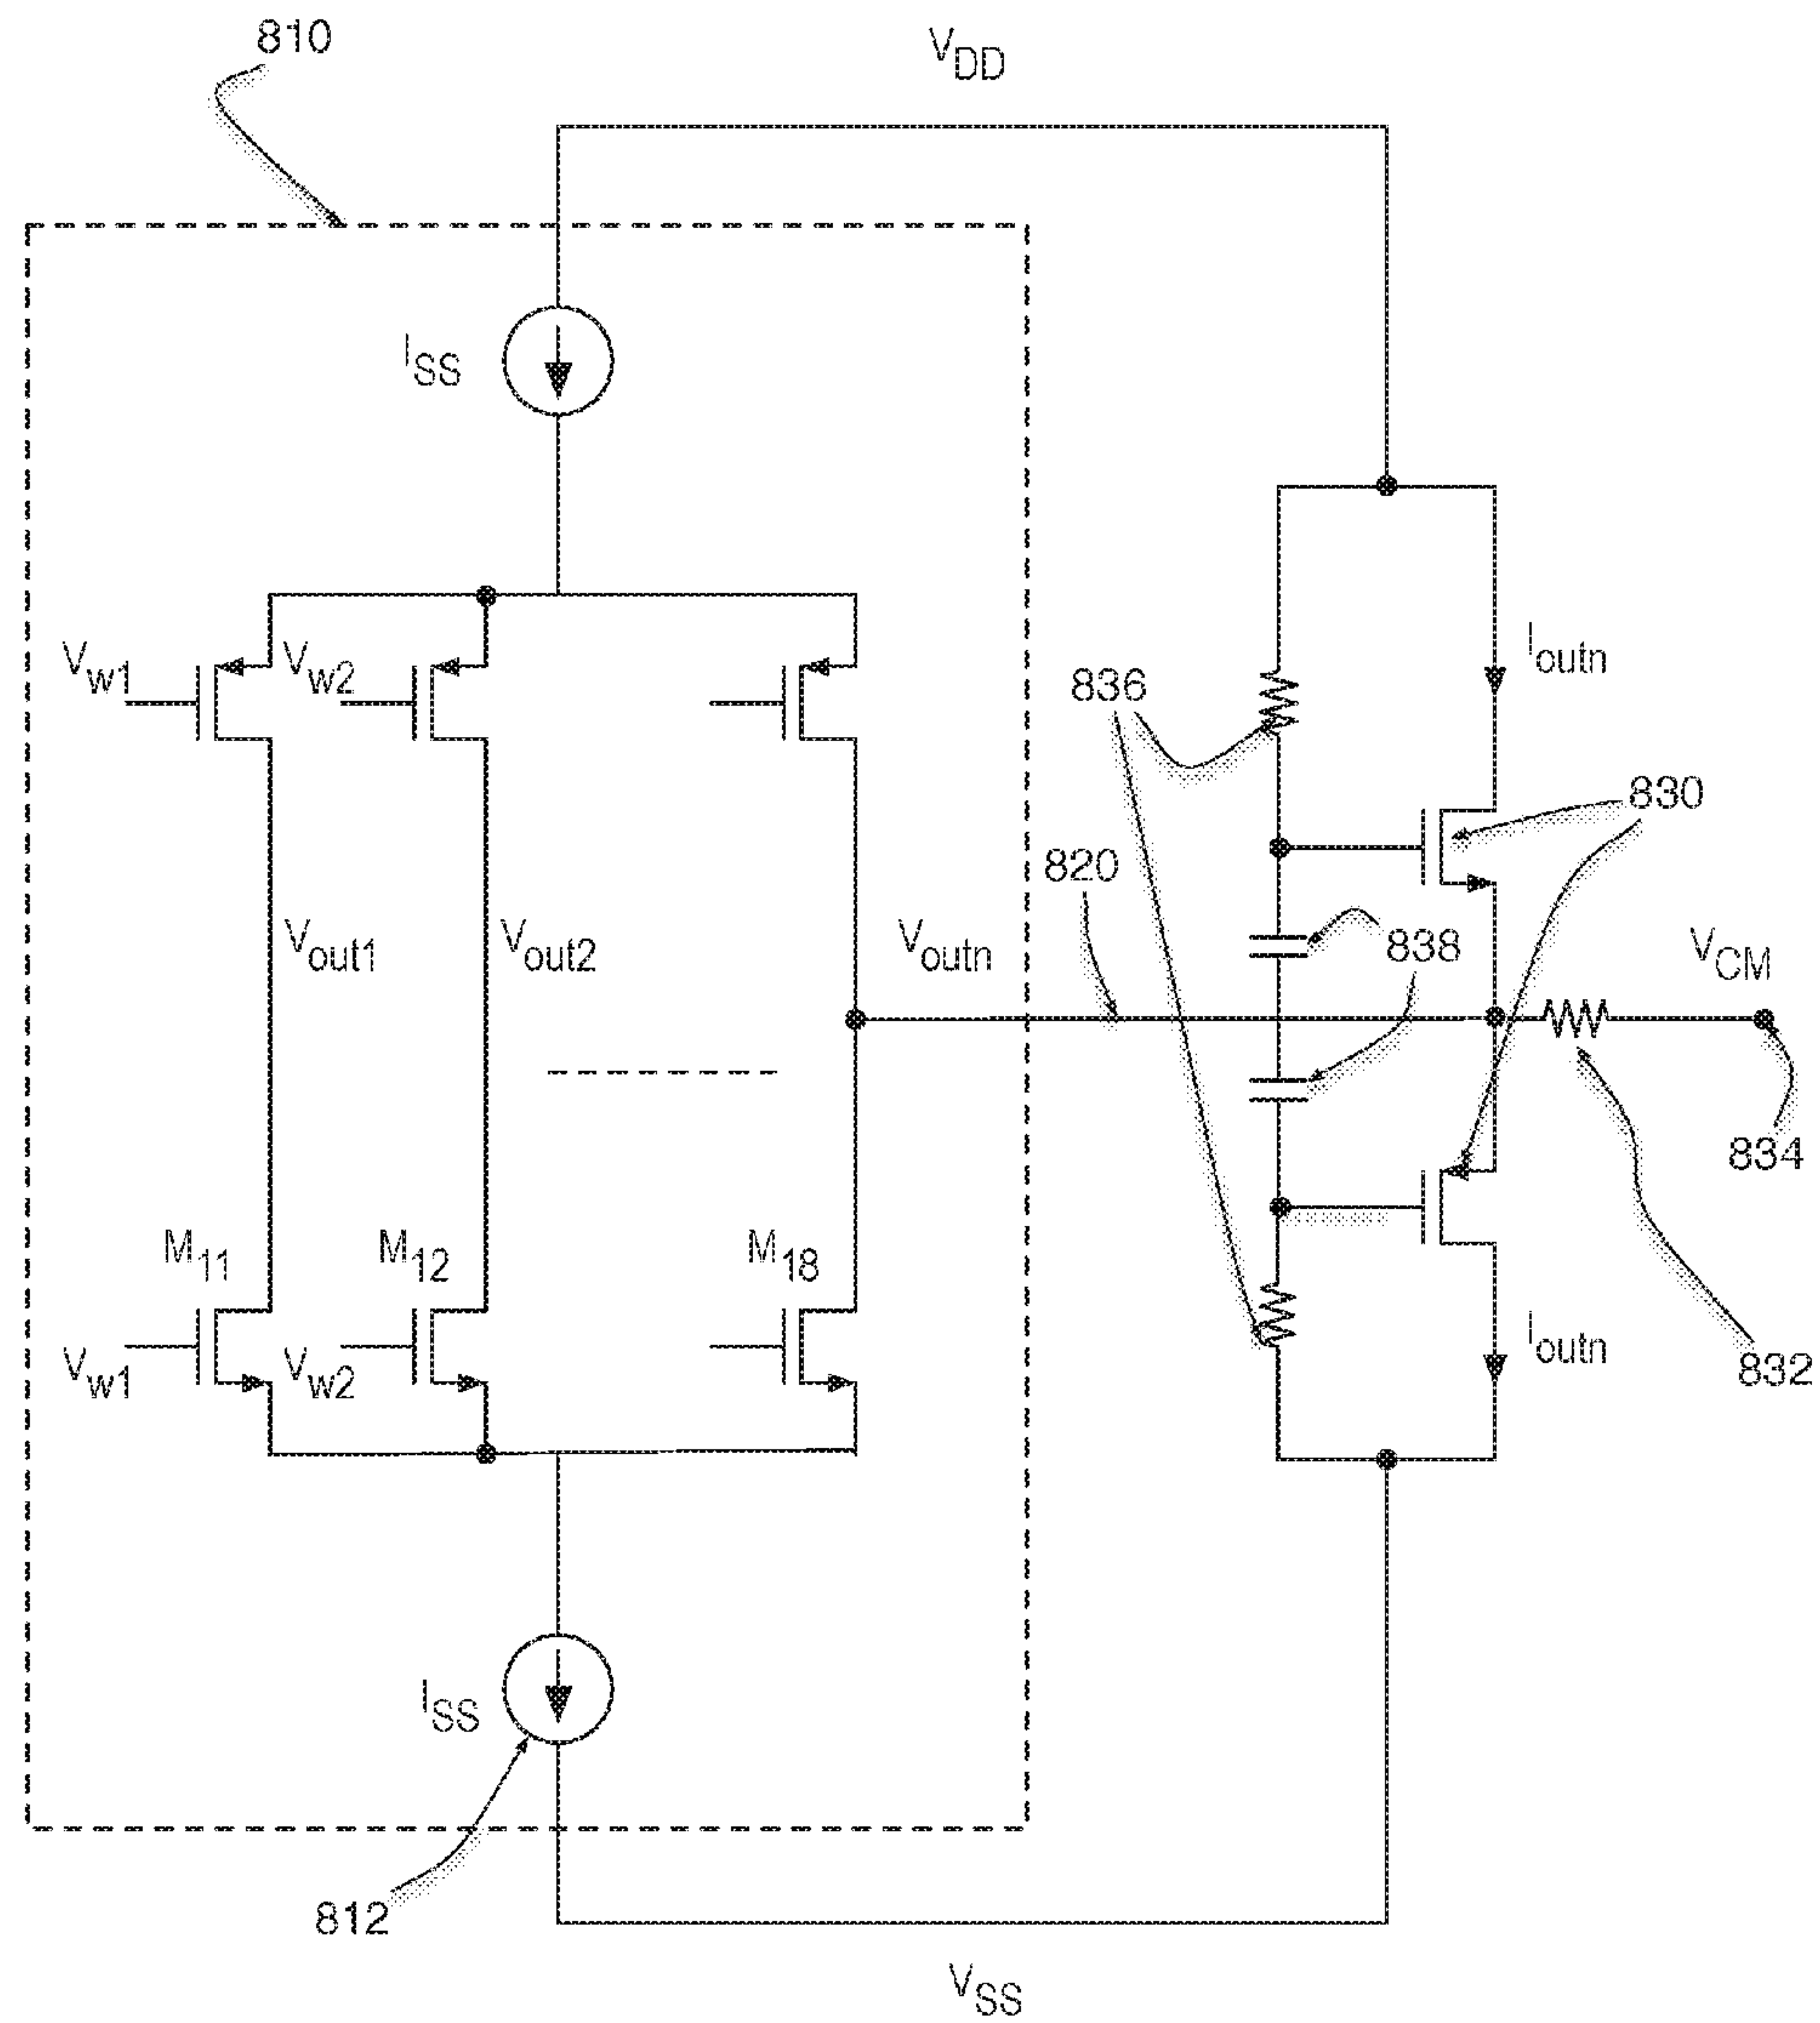 810
VDD
ISS
Vw1
Vw2
Ioutn
836
830
820
Vout1
Vout2
Voutn
838
VCM
834
M11
M12
M18
Vw1
Vw2
Ioutn
832
ISS
812
VSS